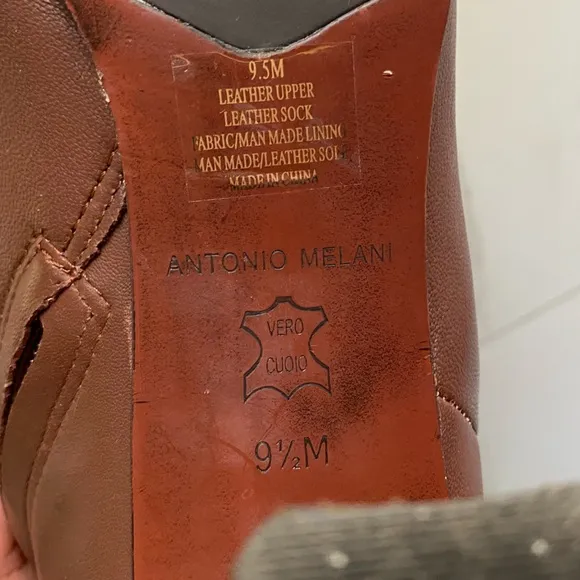 9.5M
LEATHER UPPER
LEATHER SOCK
FABRIC/MAN MADE LINING
MAN MADE/LEATHER SOLE
MADE IN CHINA
ANTONIO MELANI
VERO
CUOIO
9½M